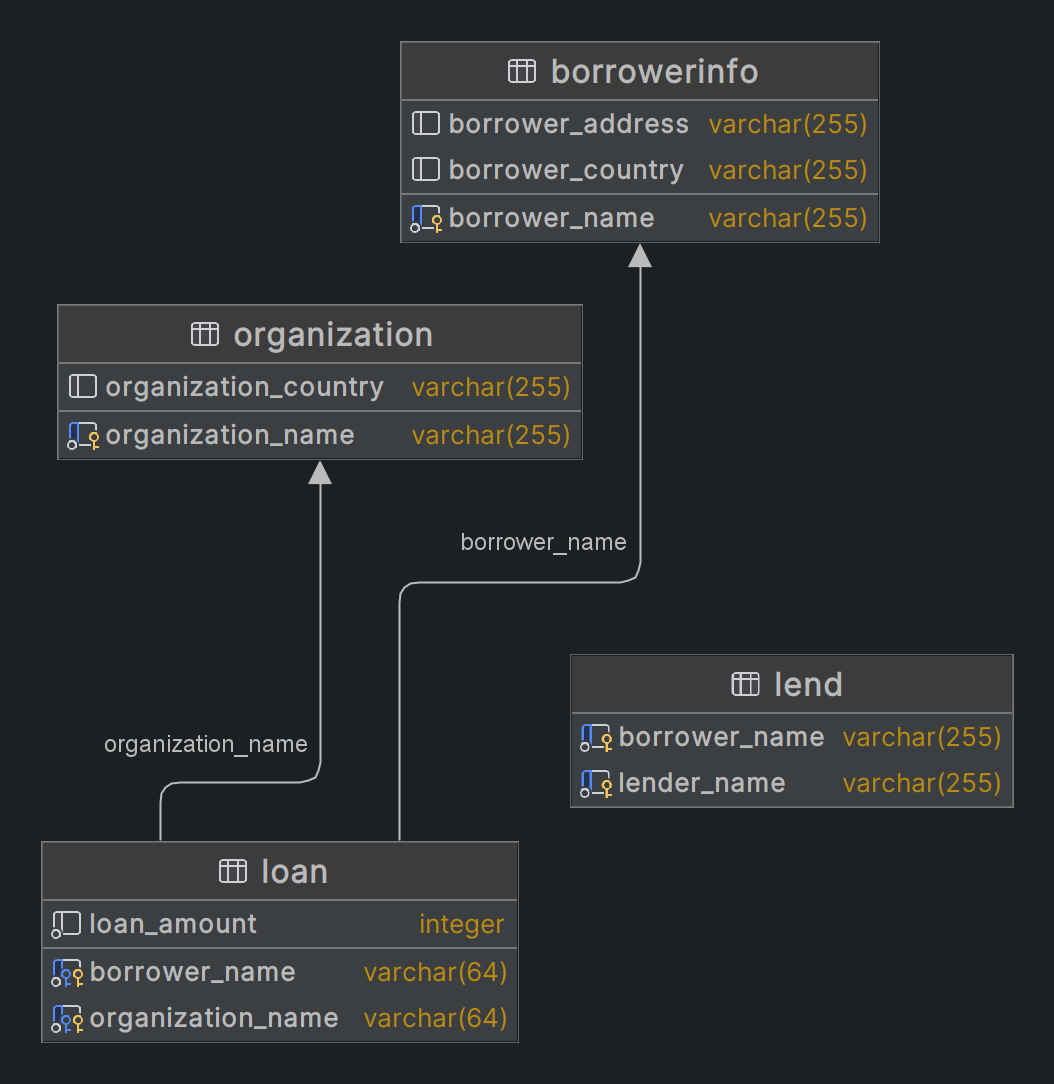 borrowerinfo
borrower_address varchar(255)
borrower_country varchar(255)
borrower_name varchar(255)
organization
organization_country varchar(255)
organization_name varchar(255)
borrower_name
organization_name
lend
borrower_name varchar(255)
lender_name varchar(255)
loan
loan_amount integer
borrower_name varchar(64)
organization_name varchar(64)